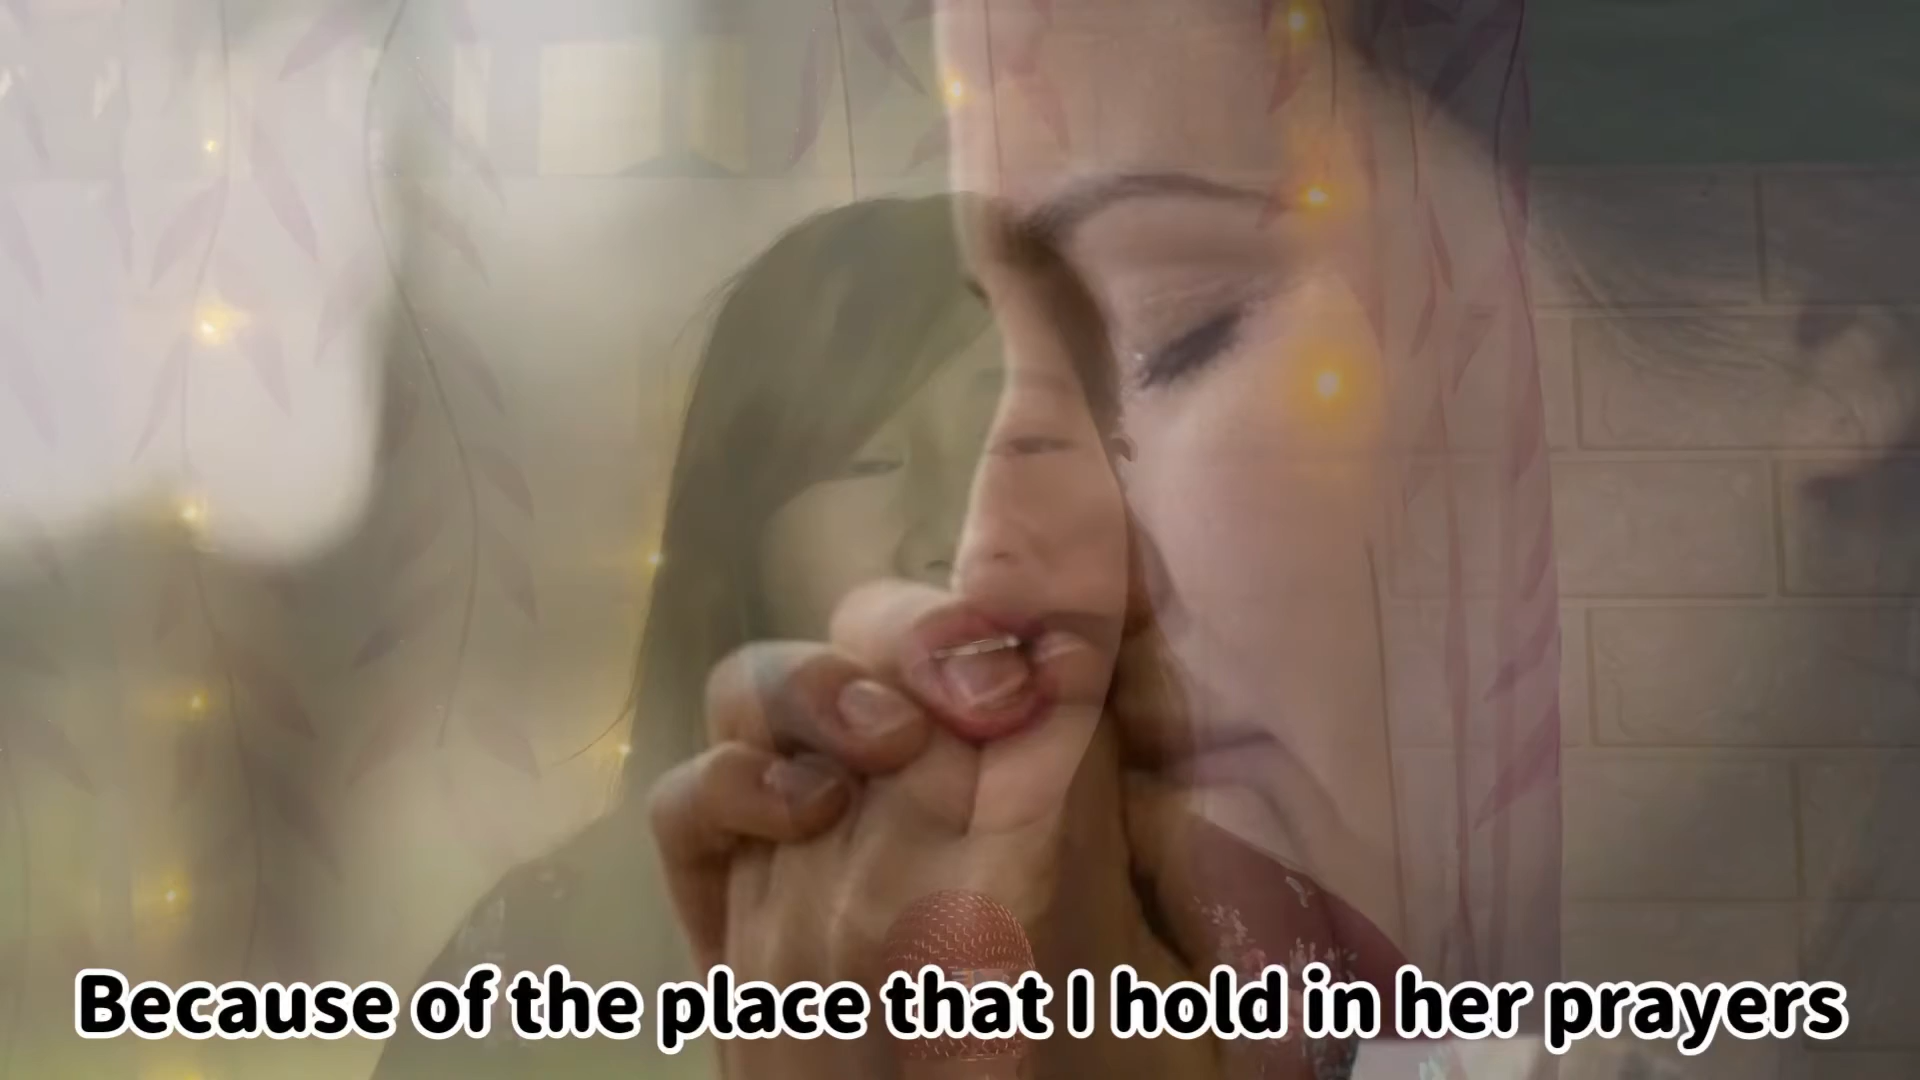 Because of the place that I hold in her prayers